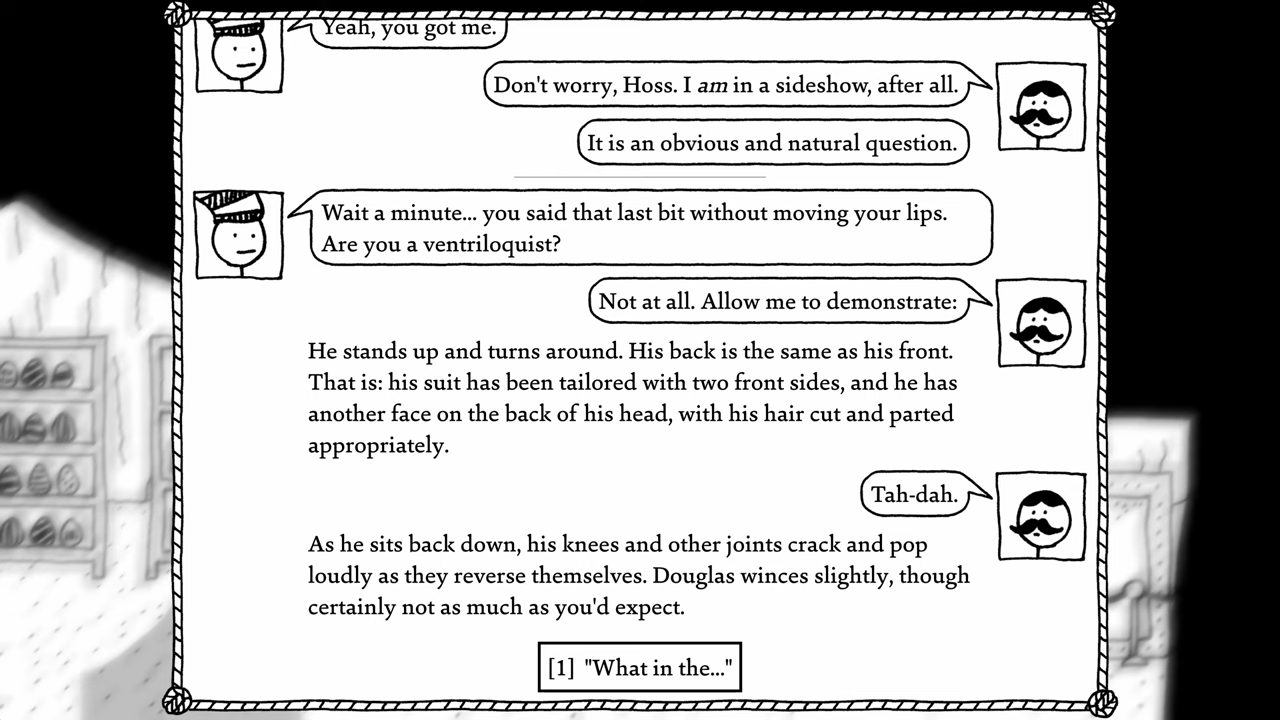 Yeah, you got me.
Don't worry, Hoss. I am in a sideshow, after all.
It is an obvious and natural question.
Wait a minute... you said that last bit without moving your lips.
Are you a ventriloquist?
Not at all. Allow me to demonstrate:
He stands up and turns around. His back is the same as his front.
That is: his suit has been tailored with two front sides, and he has
another face on the back of his head, with his hair cut and parted
appropriately.
Tah-dah.
As he sits back down, his knees and other joints crack and pop
loudly as they reverse themselves. Douglas winces slightly, though
certainly not as much as you'd expect.
[1] "What in the..."